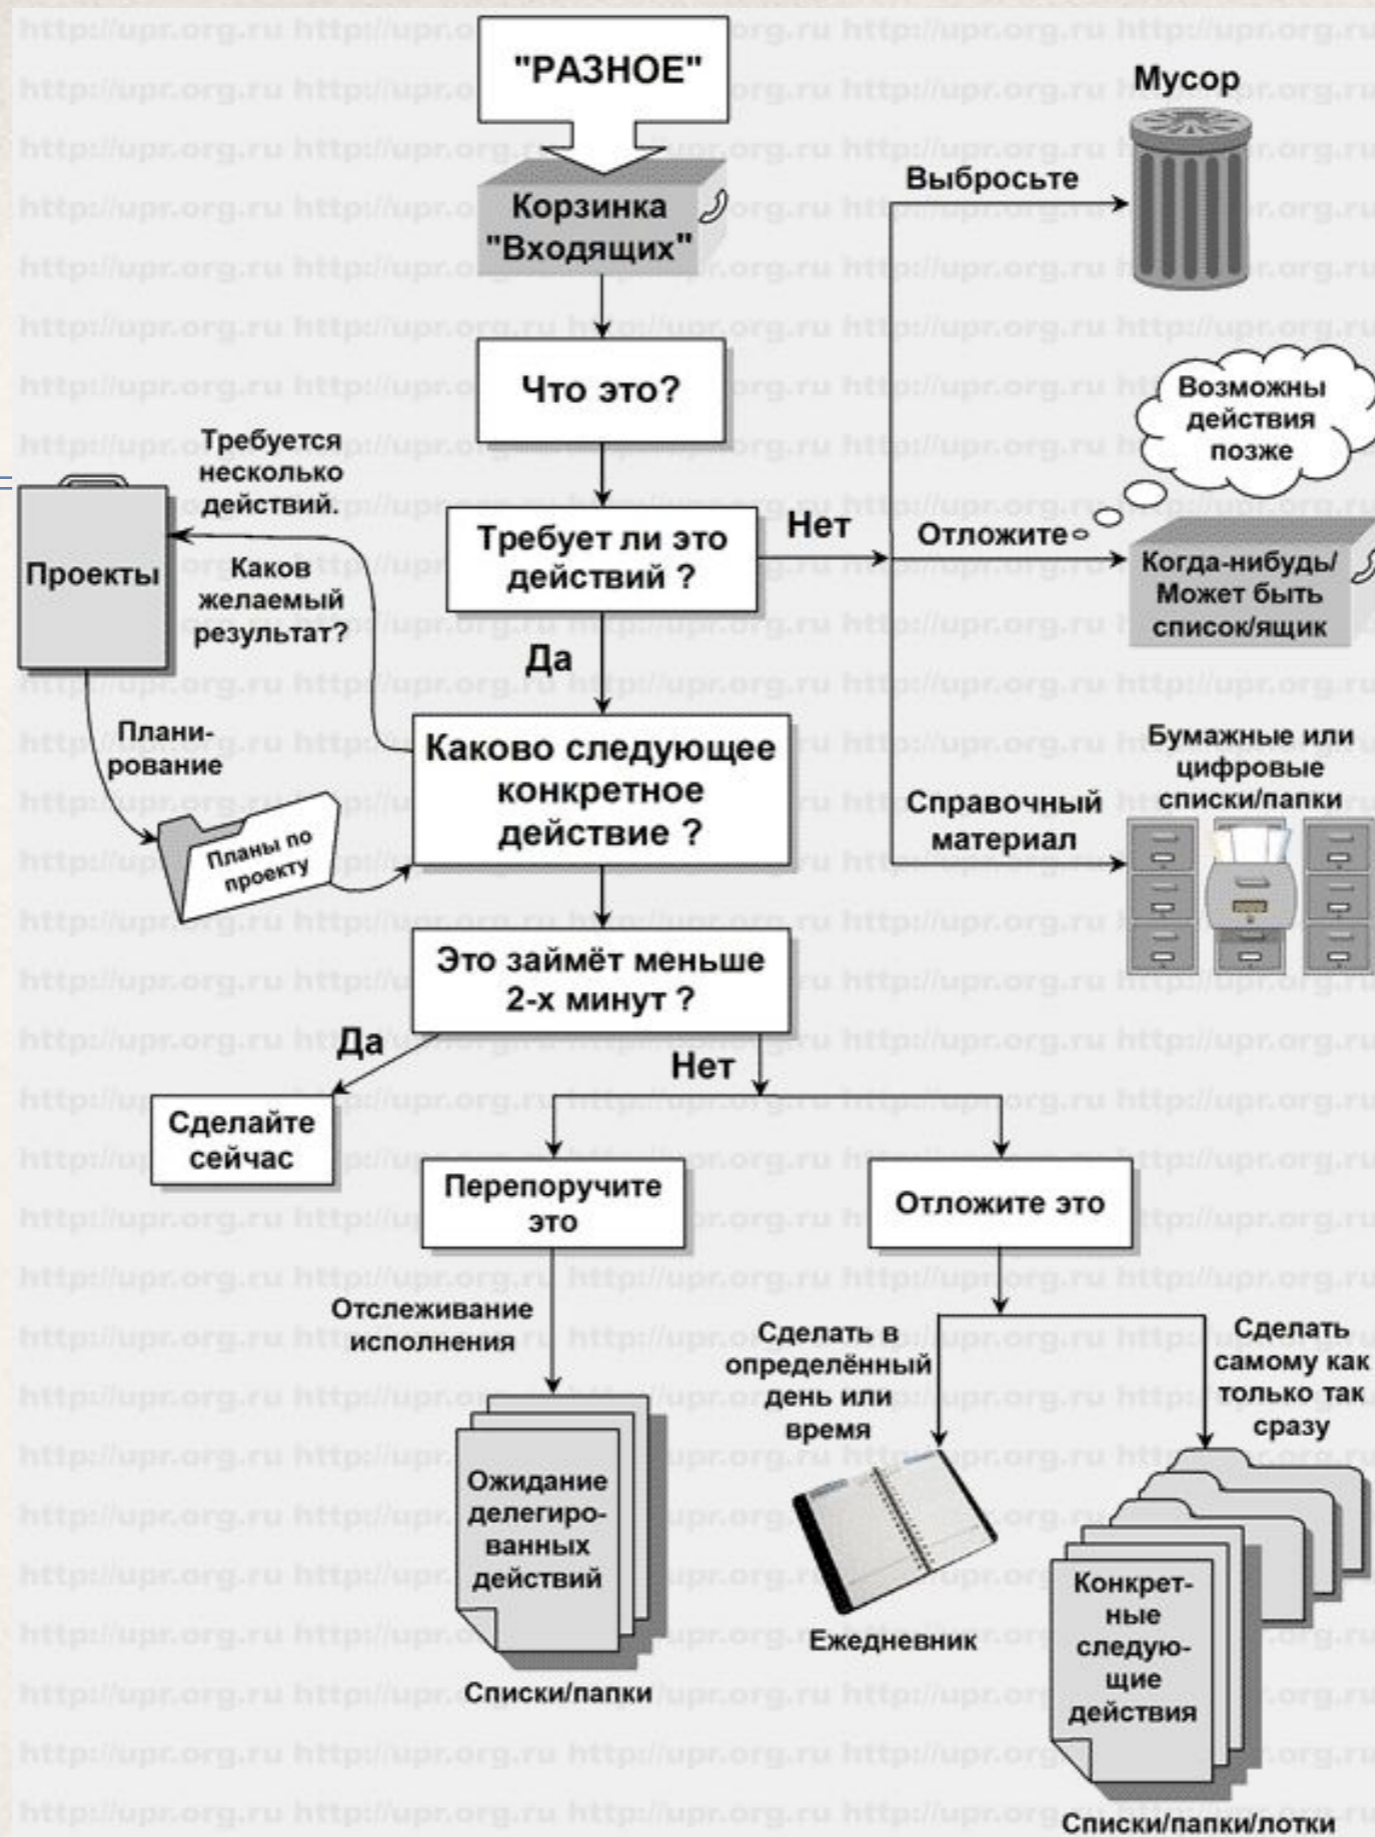 "РАЗНОЕ"
Корзинка
"Входящих"
Что это?
Требует ли это
действий ?
Нет
Выбросьте
Мусор
Отложите
Возможны
действия
позже
Когда-нибудь/
Может быть
список/ящик
Справочный
материал
Бумажные или
цифровые
списки/папки
Да
Каково следующее
конкретное
действие ?
Требуется
несколько
действий.
Каков
желаемый
результат?
Проекты
Плани-
рование
Планы по
проекту
Это займёт меньше
2-х минут ?
Да
Сделайте
сейчас
Нет
Перепоручите
это
Отслеживание
исполнения
Ожидание
делегиро-
ванных
действий
Списки/папки
Отложите это
Сделать в
определённый
день или
время
Ежедневник
Сделать
самому как
только так
сразу
Конкрет-
ные
следую-
щие
действия
Списки/папки/лотки
http://upr.org.ru